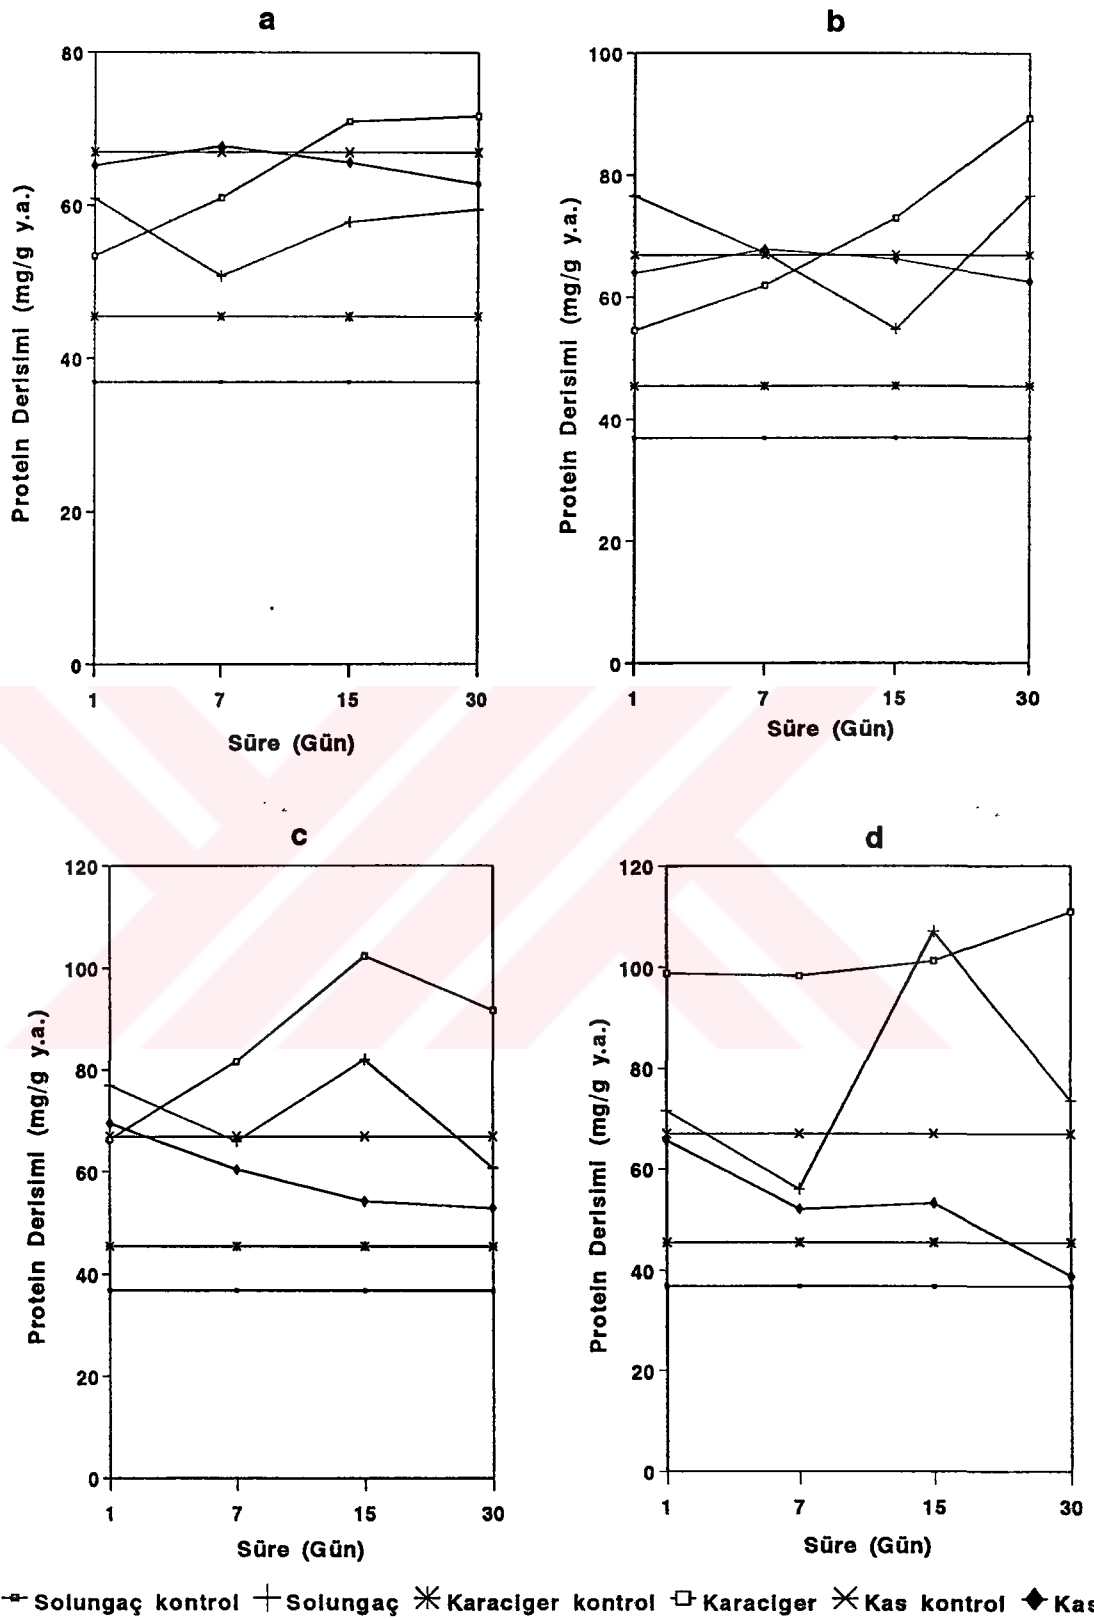 a
b
80
60
40
20
0
1 7 15 30
Protein Derisimi (mg/g y.a.)
Süre (Gün)
100
80
60
40
20
0
1 7 15 30
Protein Derisimi (mg/g y.a.)
Süre (Gün)
c
d
120
100
80
60
40
20
0
1 7 15 30
Protein Derisimi (mg/g y.a.)
Süre (Gün)
120
100
80
60
40
20
0
1 7 15 30
Protein Derisimi (mg/g y.a.)
Süre (Gün)
Solungaç kontrol Solungaç Karaciger kontrol Karaciger Kas kontrol Kas